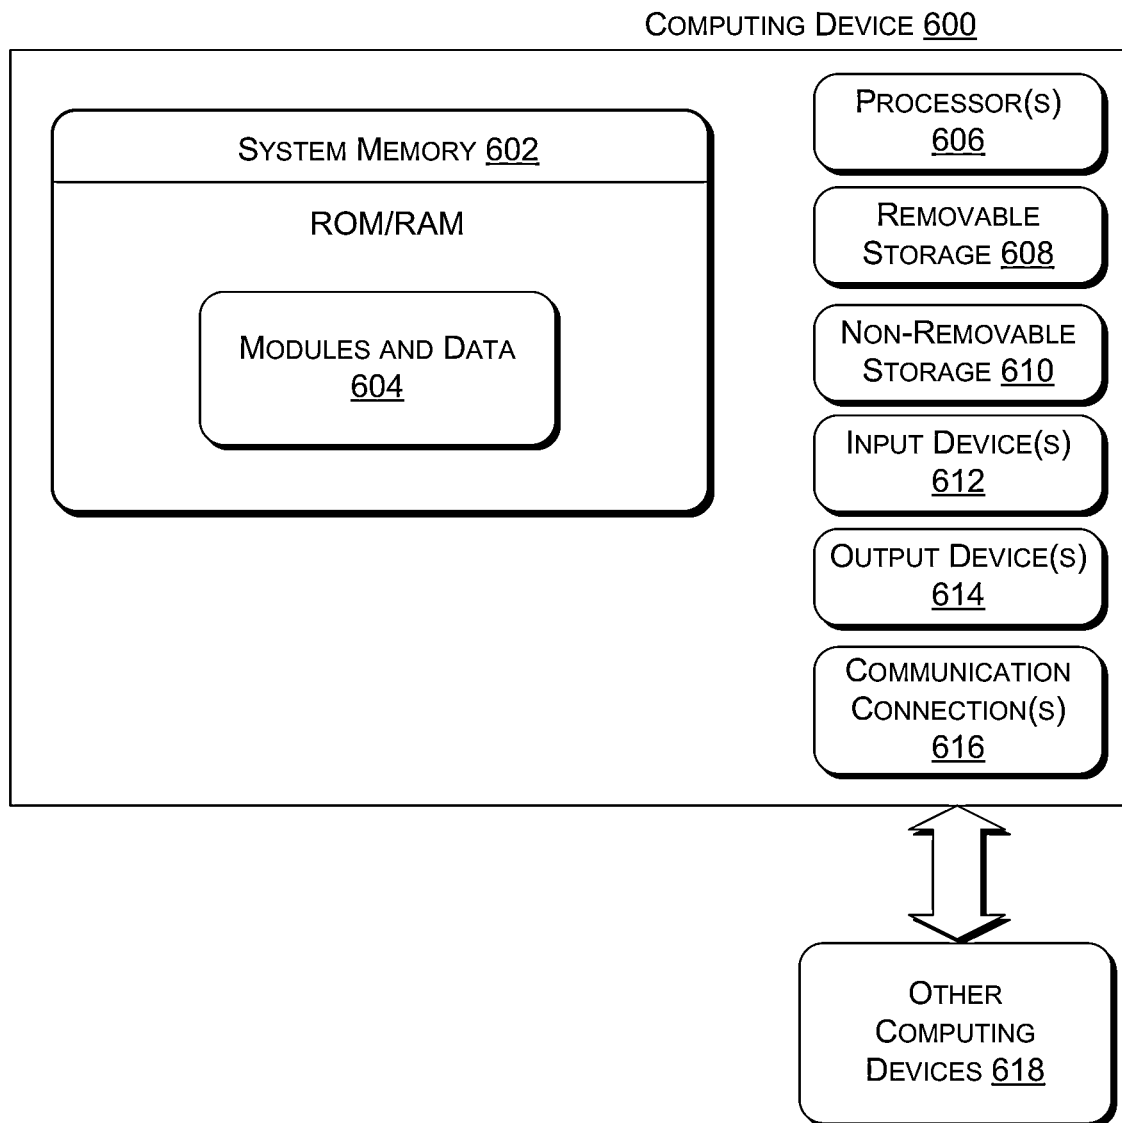 COMPUTING DEVICE 600
SYSTEM MEMORY 602
ROM/RAM
MODULES AND DATA
604
PROCESSOR(S)
606
REMOVABLE
STORAGE 608
NON-REMOVABLE
STORAGE 610
INPUT DEVICE(S)
612
OUTPUT DEVICE(S)
614
COMMUNICATION
CONNECTION(S)
616
OTHER
COMPUTING
DEVICES 618